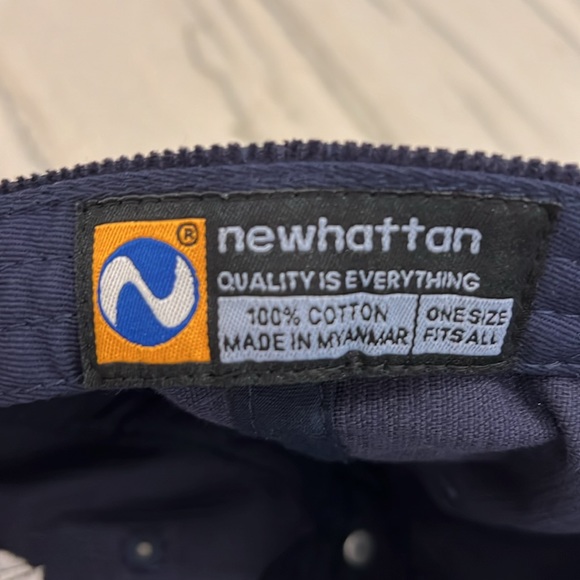 ®
newhattan
QUALITY IS EVERYTHING
100% COTTON
MADE IN MYANMAR
ONE SIZE
FITS ALL